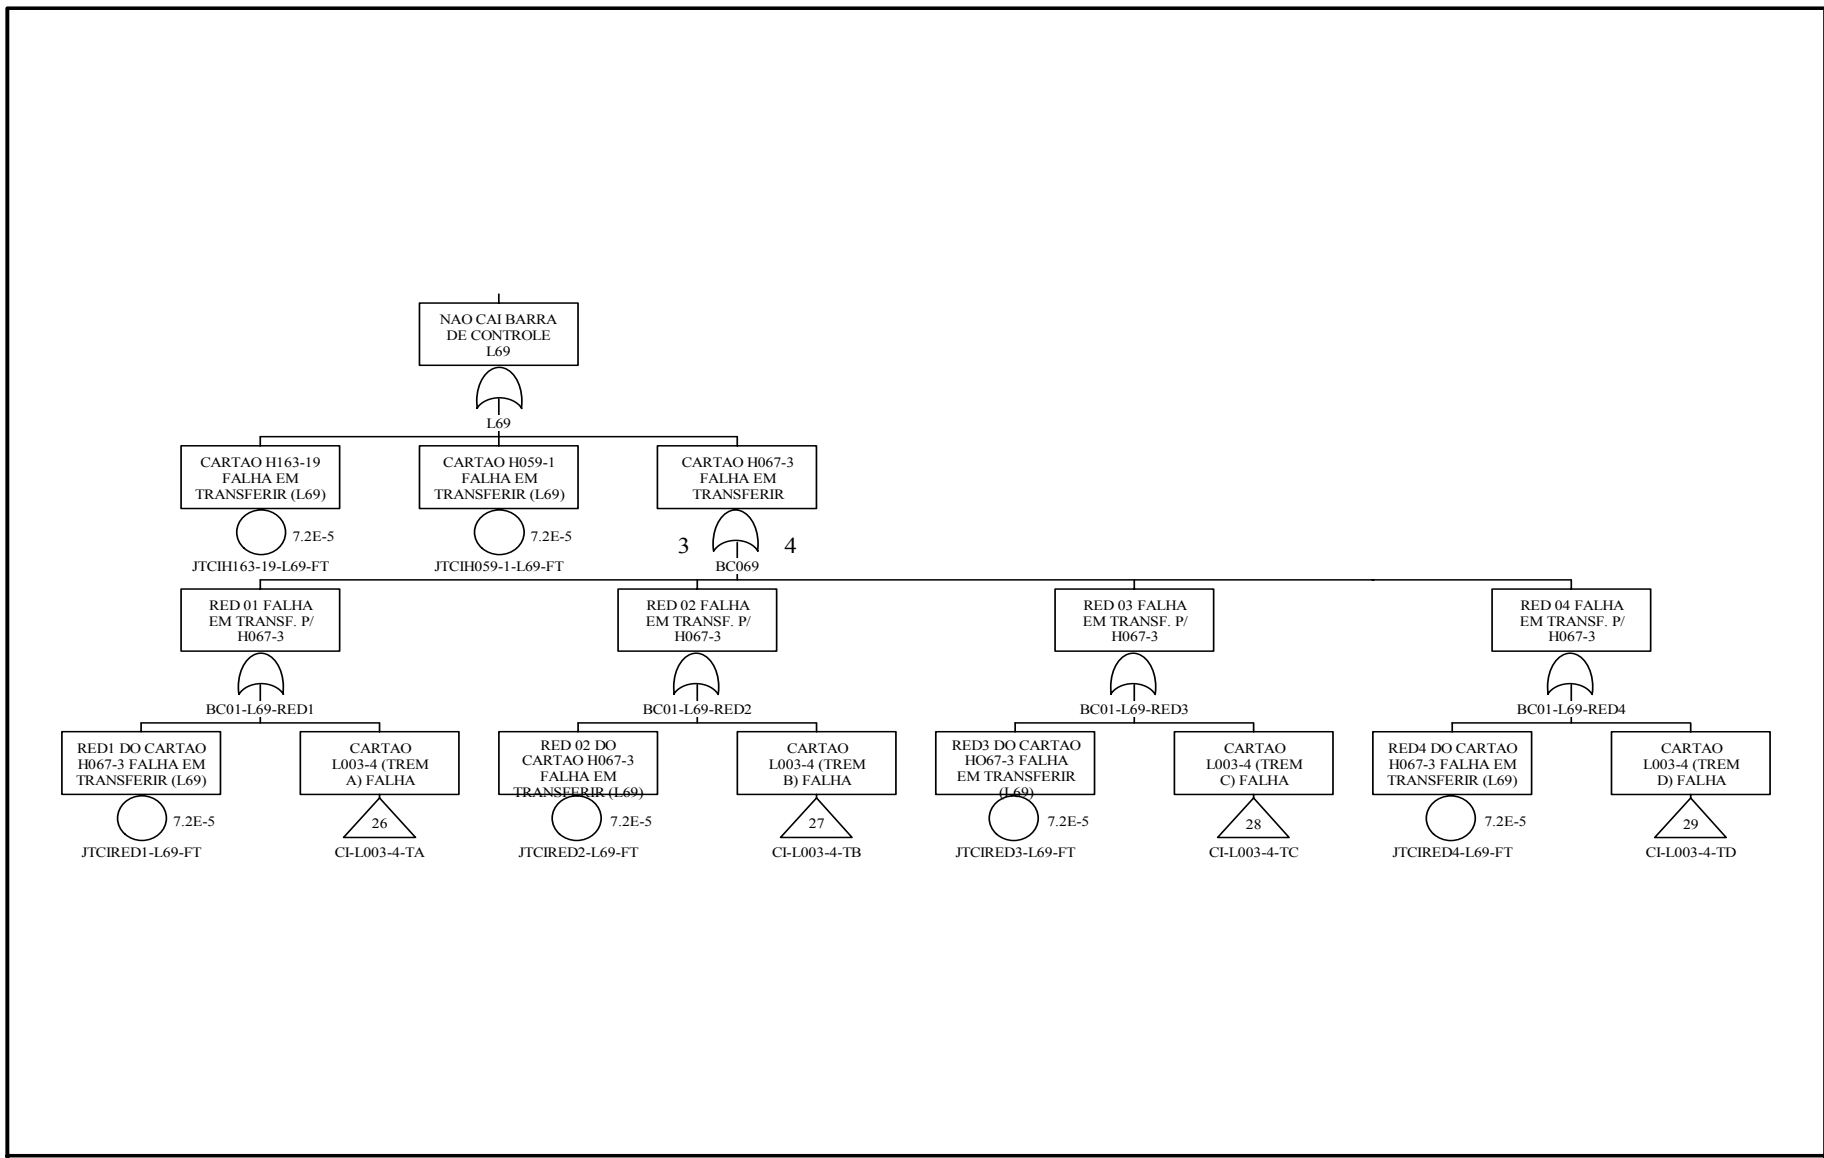 NAO CAI BARRA
DE CONTROLE
L69
L69
CARTAO H163-19
FALHA EM
TRANSFERIR (L69)
7.2E-5
JTCIH163-19-L69-FT
CARTAO H059-1
FALHA EM
TRANSFERIR (L69)
7.2E-5
JTCIH059-1-L69-FT
CARTAO H067-3
FALHA EM
TRANSFERIR
3
4
BC069
RED 01 FALHA
EM TRANSF. P/
H067-3
BC01-L69-RED1
RED 02 FALHA
EM TRANSF. P/
H067-3
BC01-L69-RED2
RED 03 FALHA
EM TRANSF. P/
H067-3
BC01-L69-RED3
RED 04 FALHA
EM TRANSF. P/
H067-3
BC01-L69-RED4
RED1 DO CARTAO
H067-3 FALHA EM
TRANSFERIR (L69)
7.2E-5
JTCIRED1-L69-FT
CARTAO
L003-4 (TREM
A) FALHA
26
CI-L003-4-TA
RED 02 DO
CARTAO H067-3
FALHA EM
TRANSFERIR (L69)
7.2E-5
JTCIRED2-L69-FT
CARTAO
L003-4 (TREM
B) FALHA
27
CI-L003-4-TB
RED3 DO CARTAO
HO67-3 FALHA
EM TRANSFERIR
(L69)
7.2E-5
JTCIRED3-L69-FT
CARTAO
L003-4 (TREM
C) FALHA
28
CI-L003-4-TC
RED4 DO CARTAO
H067-3 FALHA EM
TRANSFERIR (L69)
7.2E-5
JTCIRED4-L69-FT
CARTAO
L003-4 (TREM
D) FALHA
29
CI-L003-4-TD